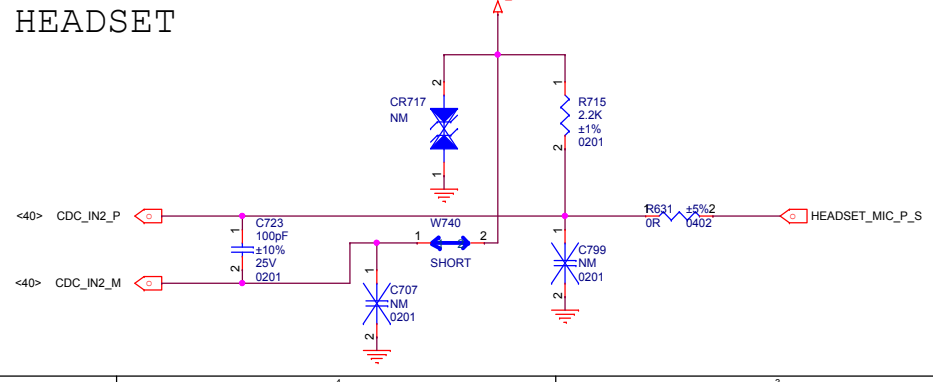 HEADSET
2
CR717
NM
1
1
R715
2.2K
±1%
0201
2
<40> CDC_IN2_P
1
C723
100pF
±10%
25V
0201
2
W740
1 2
SHORT
1 R631 ±5% 2
0R 0402
HEADSET_MIC_P_S
<40> CDC_IN2_M
1
C707
NM
0201
2
1
C799
NM
0201
2